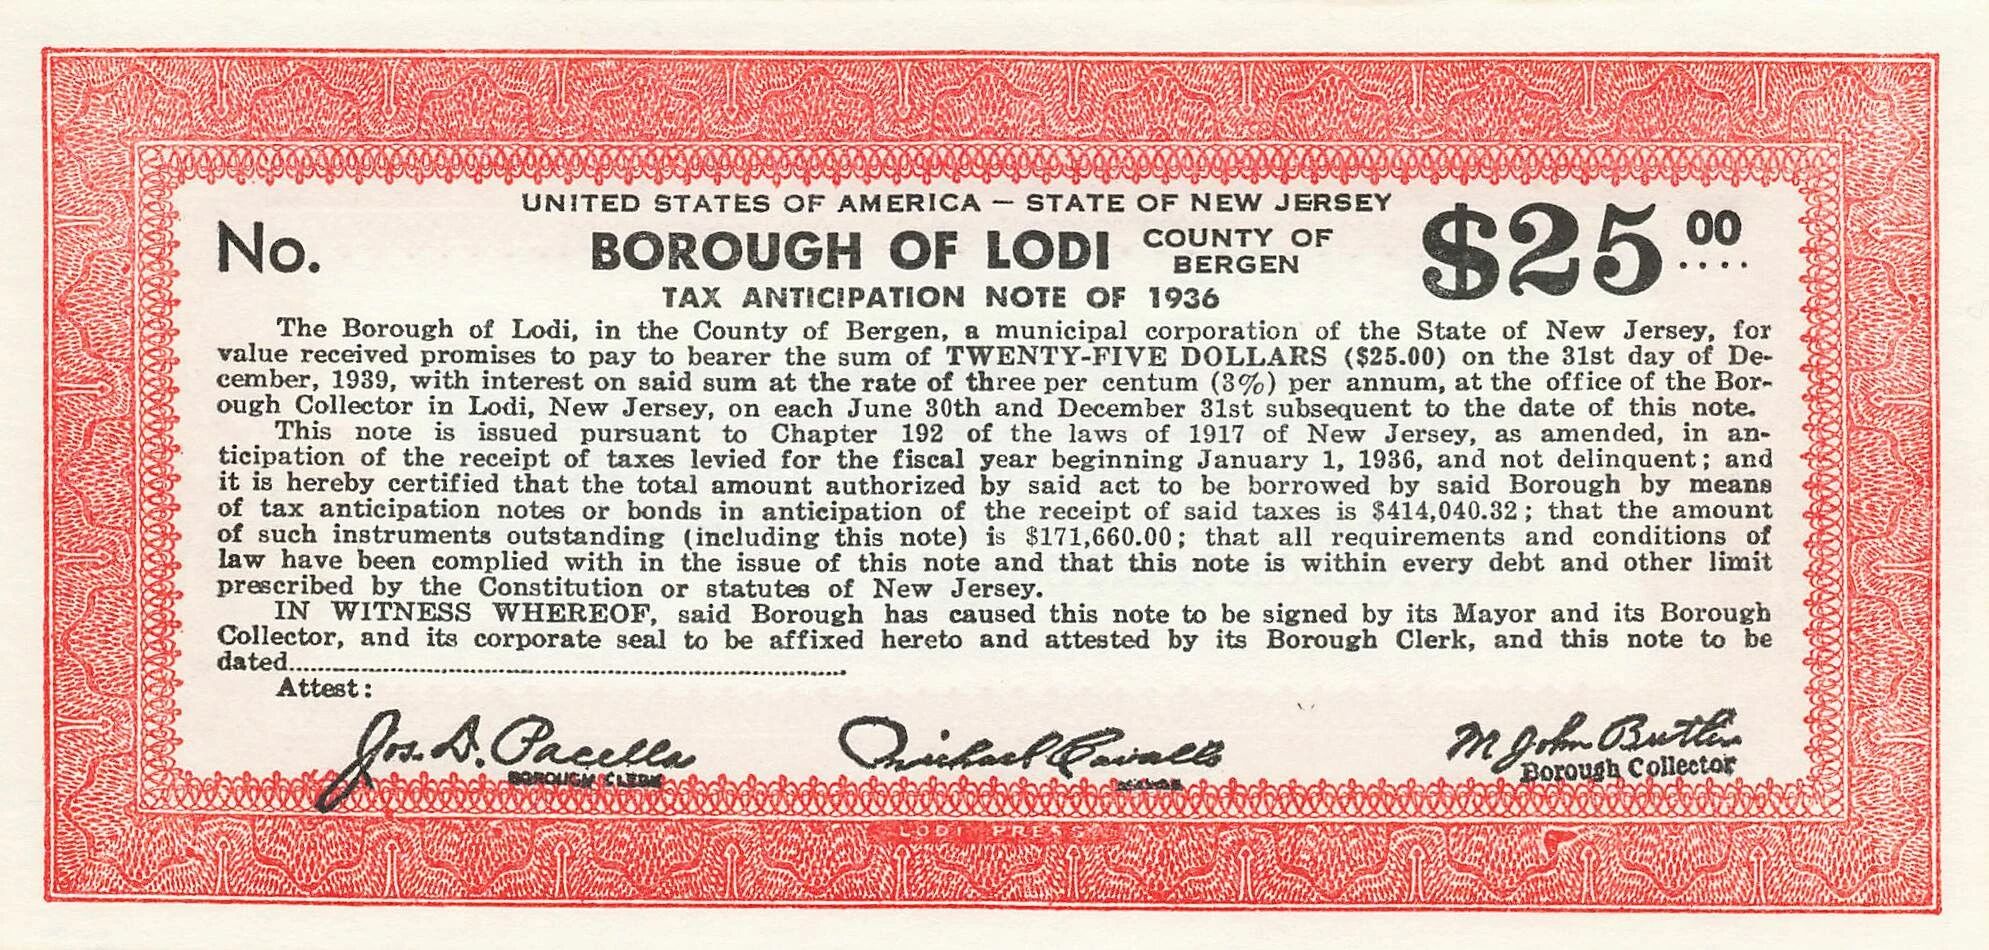 UNITED STATES OF AMERICA — STATE OF NEW JERSEY
No. BOROUGH OF LODI COUNTY OF BERGEN $25 00
TAX ANTICIPATION NOTE OF 1936
The Borough of Lodi, in the County of Bergen, a municipal corporation of the State of New Jersey, for
value received promises to pay to bearer the sum of TWENTY-FIVE DOLLARS ($25.00) on the 31st day of De-
cember, 1939, with interest on said sum at the rate of three per centum (3%) per annum, at the office of the Bor-
ough Collector in Lodi, New Jersey, on each June 30th and December 31st subsequent to the date of this note.
This note is issued pursuant to Chapter 192 of the laws of 1917 of New Jersey, as amended, in an-
ticipation of the receipt of taxes levied for the fiscal year beginning January 1, 1936, and not delinquent; and
it is hereby certified that the total amount authorized by said act to be borrowed by said Borough by means
of tax anticipation notes or bonds in anticipation of the receipt of said taxes is $414,040.32; that the amount
of such instruments outstanding (including this note) is $171,660.00; that all requirements and conditions of
law have been complied with in the issue of this note and that this note is within every debt and other limit
prescribed by the Constitution or statutes of New Jersey.
IN WITNESS WHEREOF, said Borough has caused this note to be signed by its Mayor and its Borough
Collector, and its corporate seal to be affixed hereto and attested by its Borough Clerk, and this note to be
dated
Attest:
Jos. D. Pacella Michael Cavallo M John Butler
BOROUGH CLERK MAYOR Borough Collector
LODI PRESS